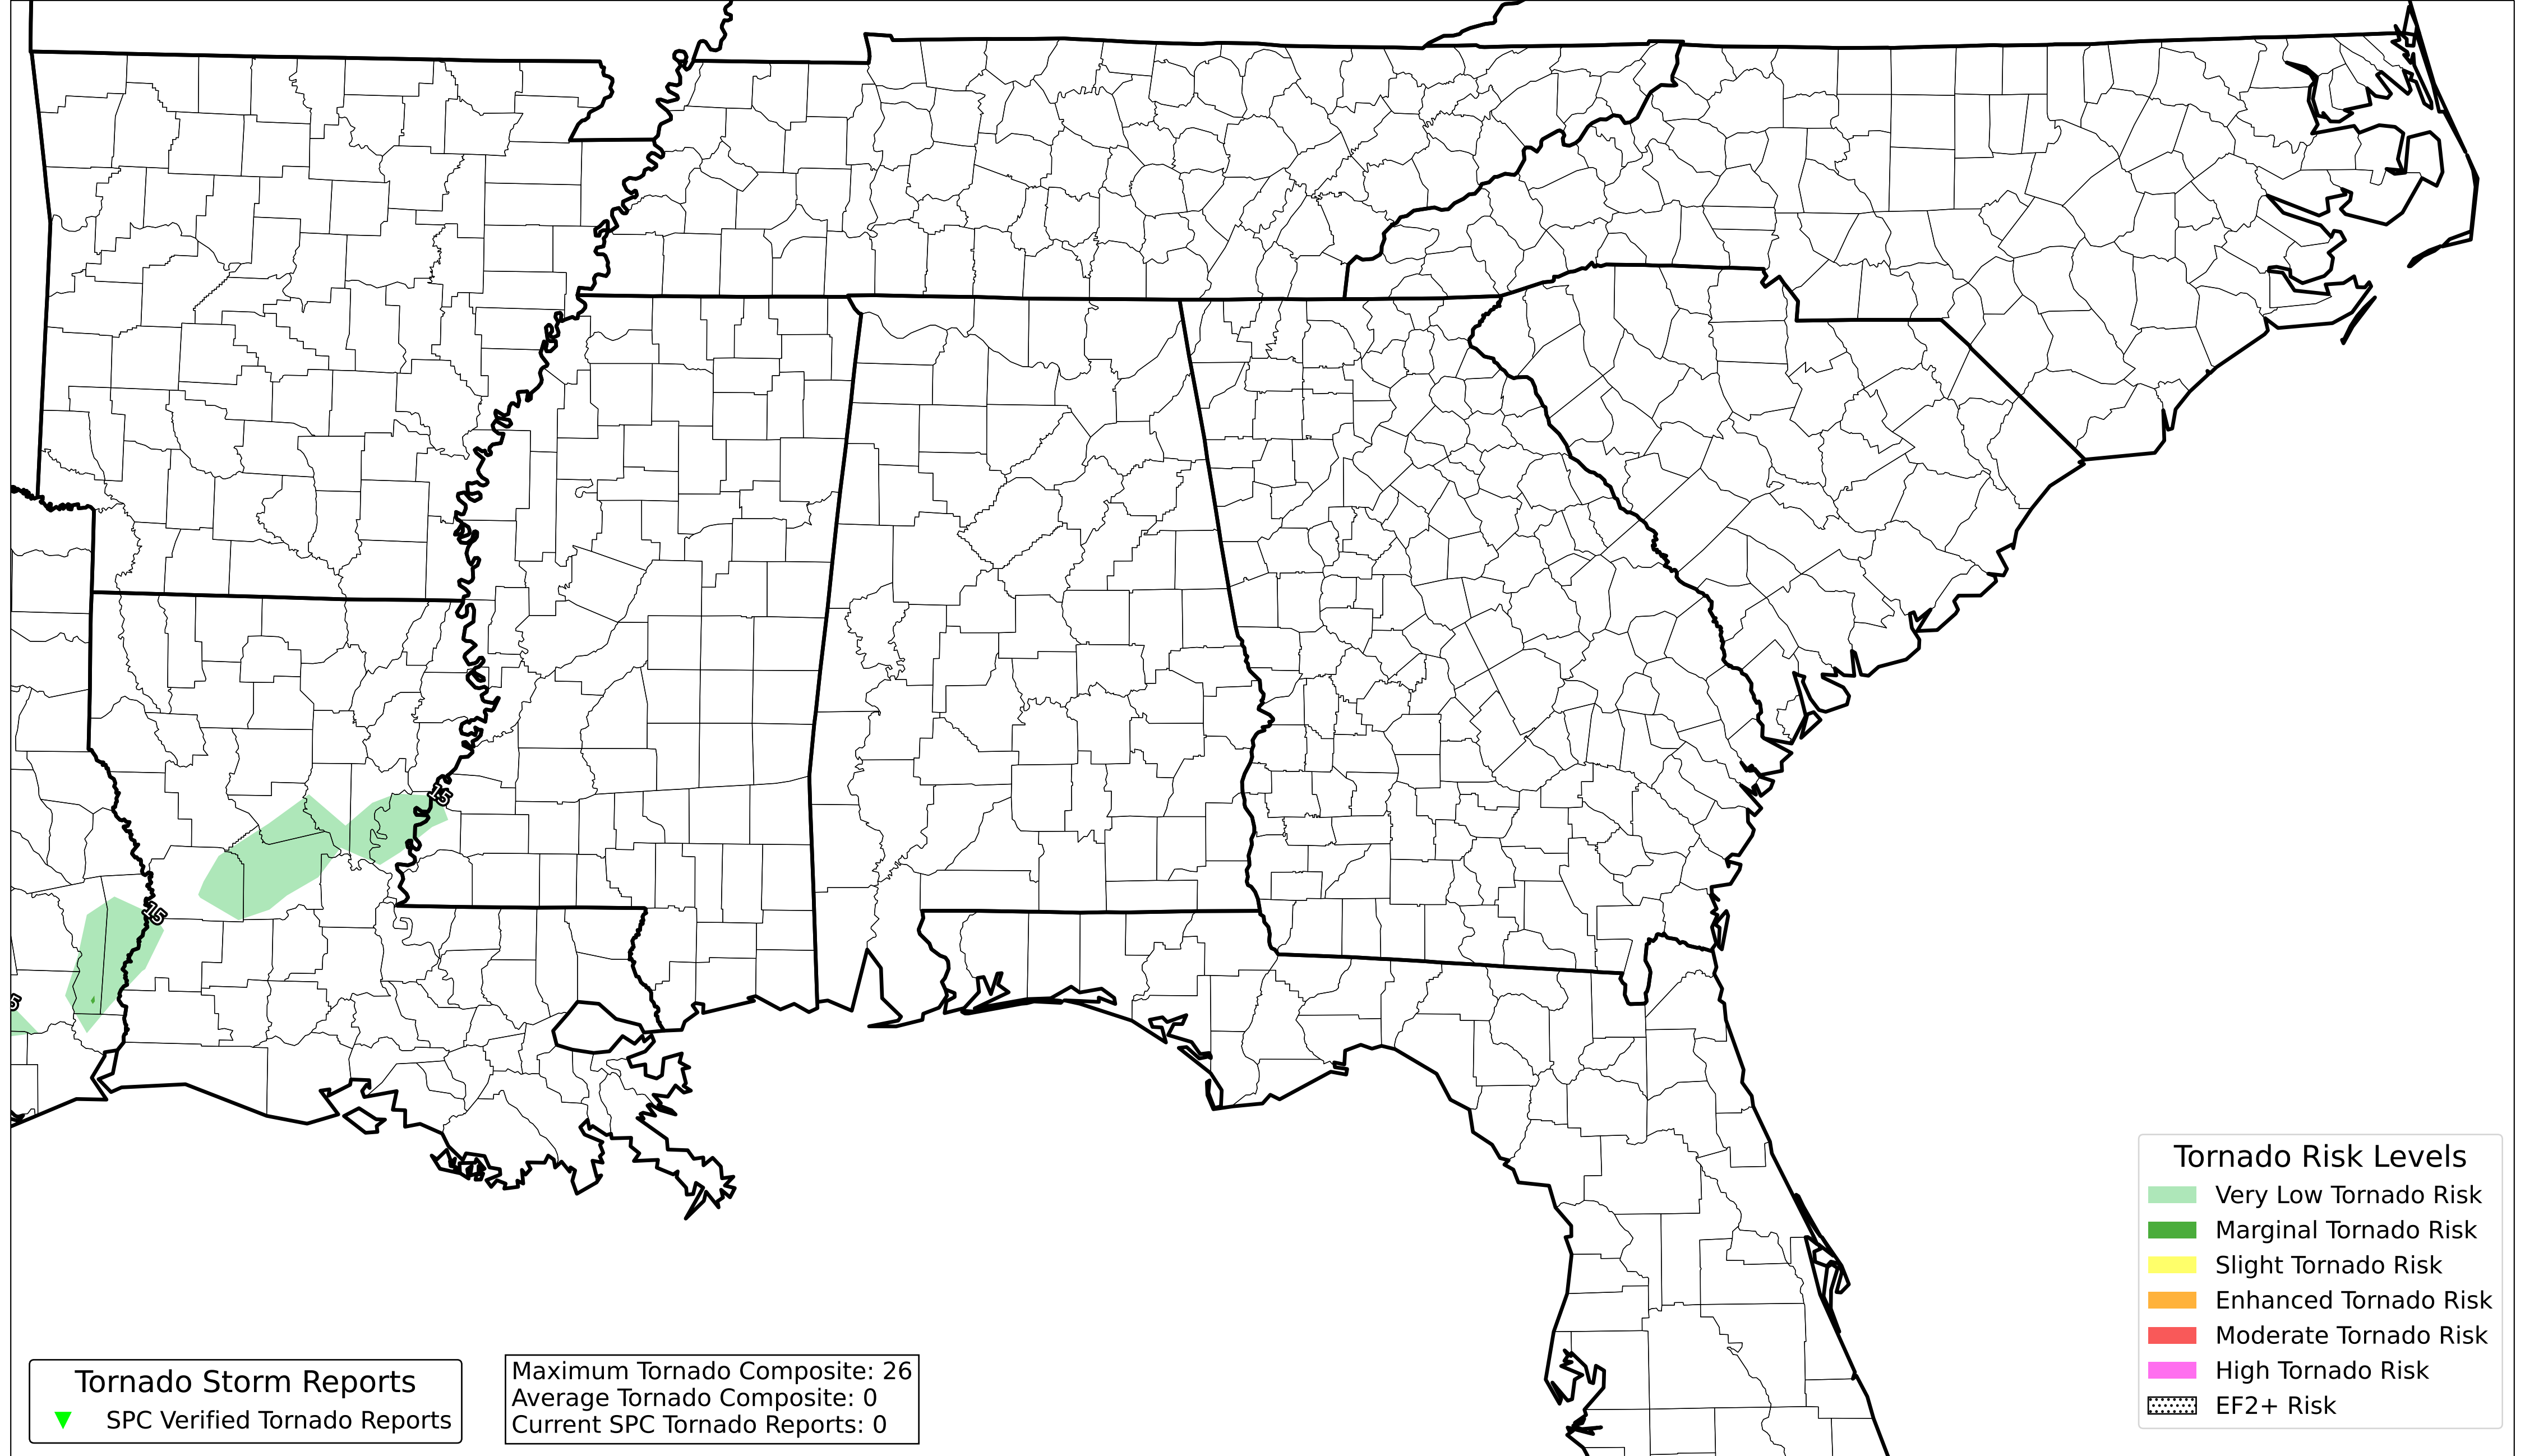 15
15
5
Tornado Storm Reports
SPC Verified Tornado Reports
Maximum Tornado Composite: 26
Average Tornado Composite: 0
Current SPC Tornado Reports: 0
Tornado Risk Levels
Very Low Tornado Risk
Marginal Tornado Risk
Slight Tornado Risk
Enhanced Tornado Risk
Moderate Tornado Risk
High Tornado Risk
EF2+ Risk